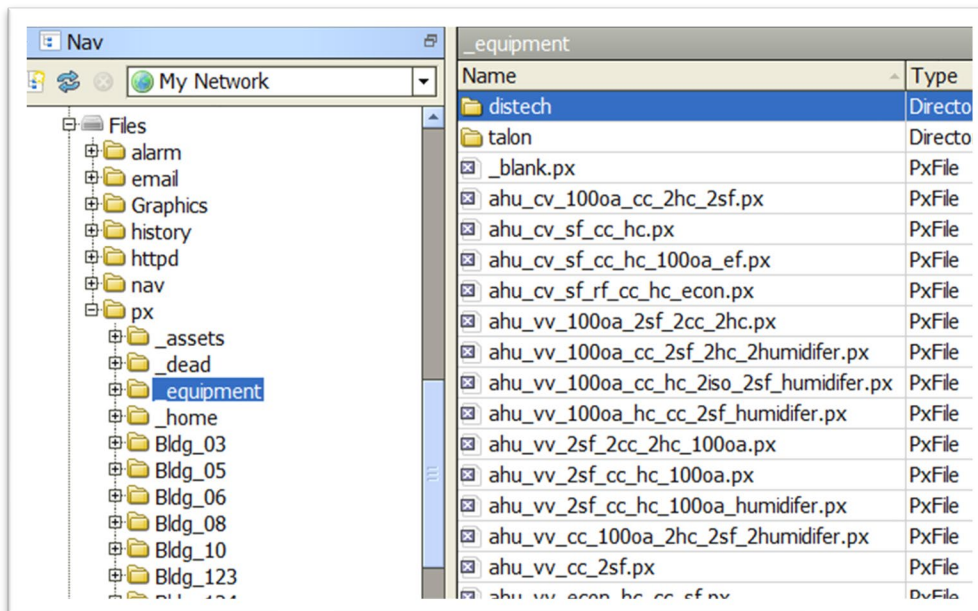 Nav
My Network
Files
alarm
email
Graphics
history
httpd
nav
px
_assets
_dead
_equipment
_home
Bldg_03
Bldg_05
Bldg_06
Bldg_08
Bldg_10
Bldg_123
_equipment
Name Type
distech Directo
talon Directo
_blank.px PxFile
ahu_cv_100oa_cc_2hc_2sf.px PxFile
ahu_cv_sf_cc_hc.px PxFile
ahu_cv_sf_cc_hc_100oa_ef.px PxFile
ahu_cv_sf_rf_cc_hc_econ.px PxFile
ahu_vv_100oa_2sf_2cc_2hc.px PxFile
ahu_vv_100oa_cc_2sf_2hc_2humidifer.px PxFile
ahu_vv_100oa_cc_hc_2iso_2sf_humidifer.px PxFile
ahu_vv_100oa_hc_cc_2sf_humidifer.px PxFile
ahu_vv_2sf_2cc_2hc_100oa.px PxFile
ahu_vv_2sf_cc_hc_100oa.px PxFile
ahu_vv_2sf_cc_hc_100oa_humidifer.px PxFile
ahu_vv_cc_100oa_2hc_2sf_2humidifer.px PxFile
ahu_vv_cc_2sf.px PxFile
ahu_vv_econ_hc_cc_sf.px PxFile